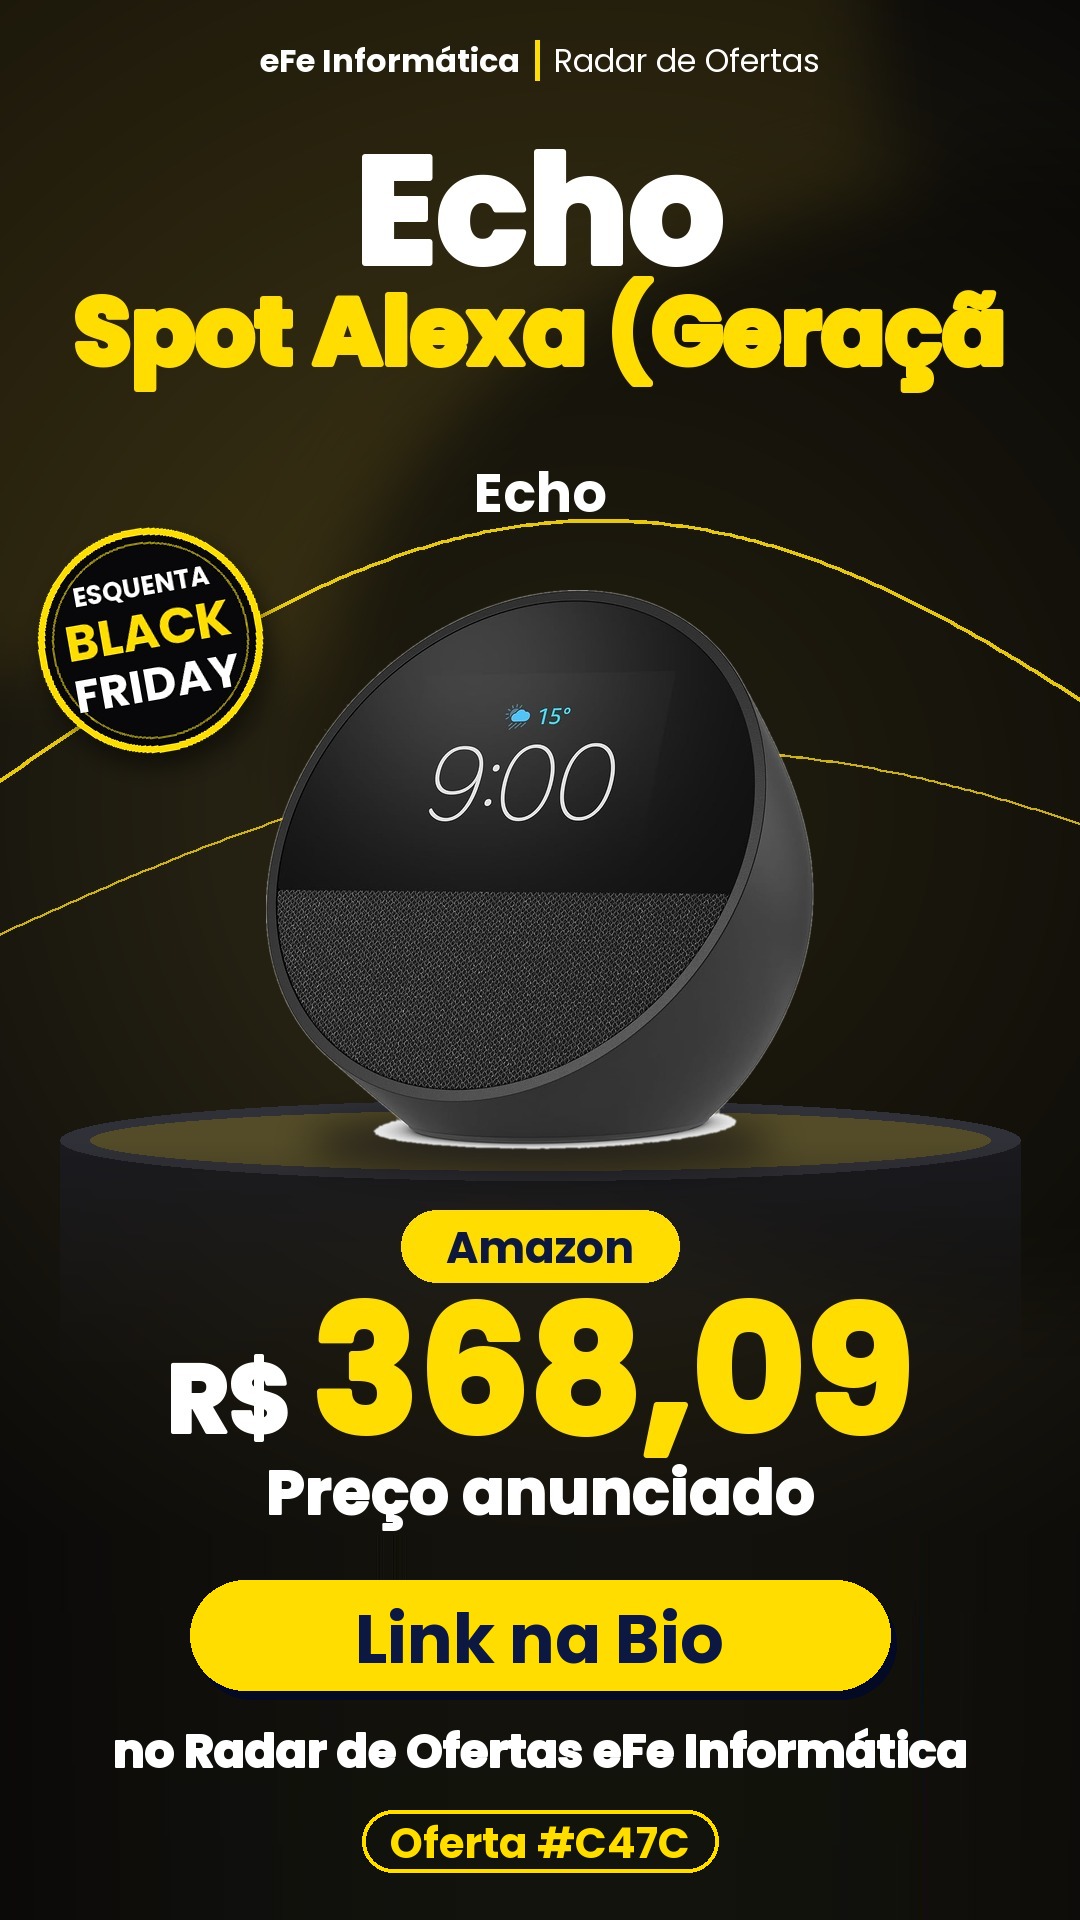 eFe Informática | Radar de Ofertas
Echo
Spot Alexa (Geraçã
Echo
ESQUENTA
BLACK
FRIDAY
15°
9:00
Amazon
R$ 368,09
Preço anunciado
Link na Bio
no Radar de Ofertas eFe Informática
Oferta #C47C